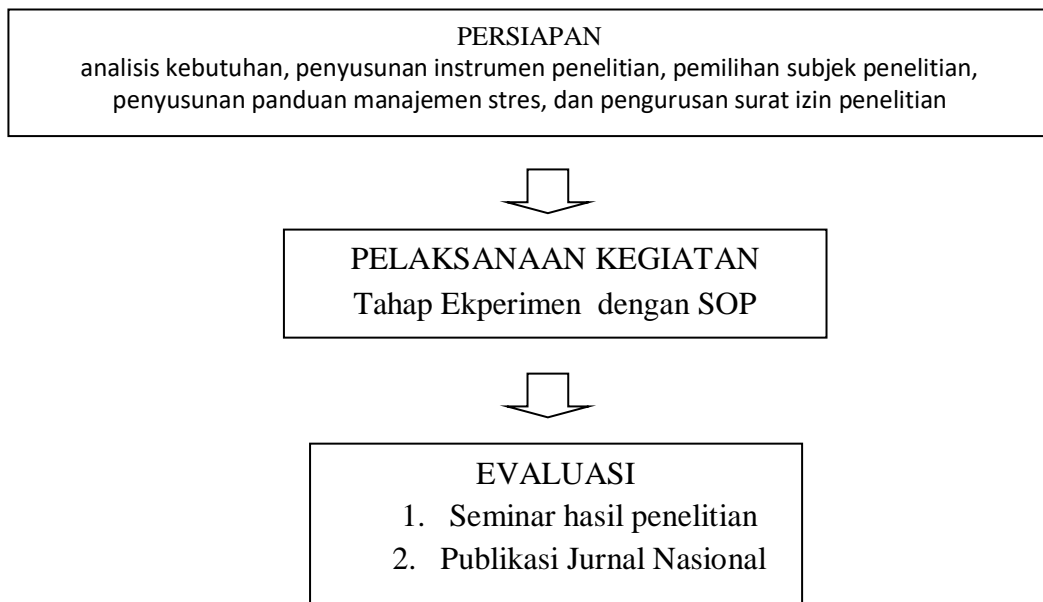 PERSIAPAN
analisis kebutuhan, penyusunan instrumen penelitian, pemilihan subjek penelitian,
penyusunan panduan manajemen stres, dan pengurusan surat izin penelitian
PELAKSANAAN KEGIATAN
Tahap Ekperimen dengan SOP
EVALUASI
1. Seminar hasil penelitian
2. Publikasi Jurnal Nasional